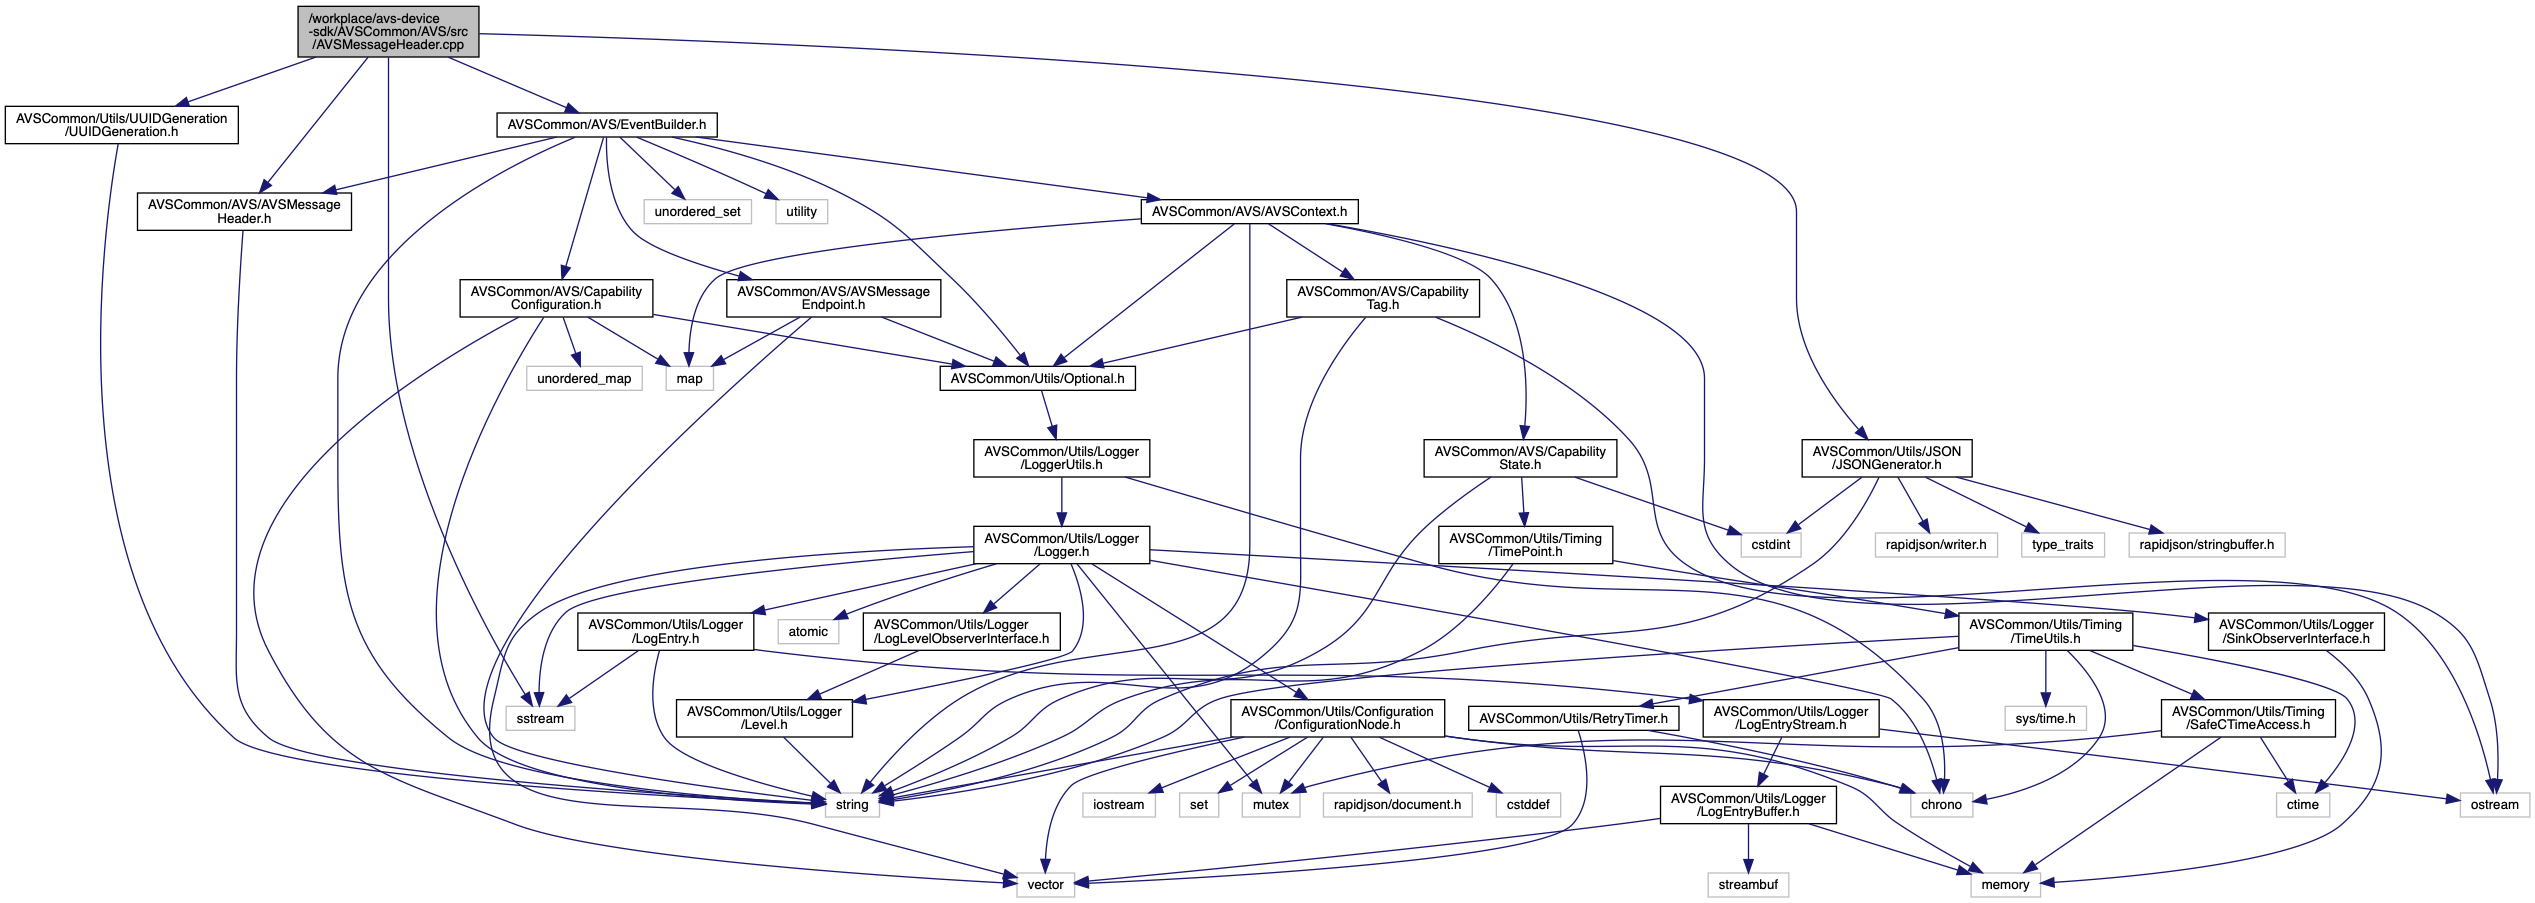 /workplace/avs-device
-sdk/AVSCommon/AVS/src
/AVSMessageHeader.cpp
AVSCommon/Utils/UUIDGeneration
/UUIDGeneration.h
AVSCommon/AVS/EventBuilder.h
AVSCommon/AVS/AVSMessage
Header.h
unordered_set
utility
AVSCommon/AVS/AVSContext.h
AVSCommon/AVS/Capability
Configuration.h
AVSCommon/AVS/AVSMessage
Endpoint.h
AVSCommon/AVS/Capability
Tag.h
unordered_map
map
AVSCommon/Utils/Optional.h
AVSCommon/Utils/Logger
/LoggerUtils.h
AVSCommon/AVS/Capability
State.h
AVSCommon/Utils/JSON
/JSONGenerator.h
AVSCommon/Utils/Logger
/Logger.h
AVSCommon/Utils/Timing
/TimePoint.h
cstdint
rapidjson/writer.h
type_traits
rapidjson/stringbuffer.h
AVSCommon/Utils/Logger
/LogEntry.h
atomic
AVSCommon/Utils/Logger
/LogLevelObserverInterface.h
AVSCommon/Utils/Timing
/TimeUtils.h
AVSCommon/Utils/Logger
/SinkObserverInterface.h
sstream
AVSCommon/Utils/Logger
/Level.h
AVSCommon/Utils/Configuration
/ConfigurationNode.h
AVSCommon/Utils/RetryTimer.h
AVSCommon/Utils/Logger
/LogEntryStream.h
sys/time.h
AVSCommon/Utils/Timing
/SafeCTimeAccess.h
string
iostream
set
mutex
rapidjson/document.h
cstddef
AVSCommon/Utils/Logger
/LogEntryBuffer.h
chrono
ctime
ostream
vector
streambuf
memory